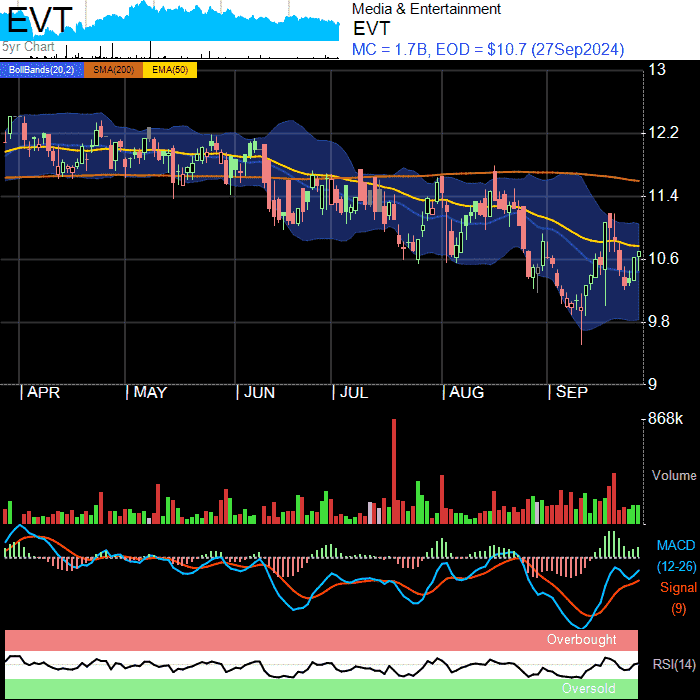 EVT
5yr Chart
Media & Entertainment
EVT
MC = 1.7B, EOD = $10.7 (27Sep2024)
BollBands(20,2) SMA(200) EMA(50)
13
12.2
11.4
10.6
9.8
9
| APR | MAY | JUN | JUL | AUG | SEP
868k
Volume
MACD
(12-26)
Signal
(9)
Overbought
RSI(14)
Oversold